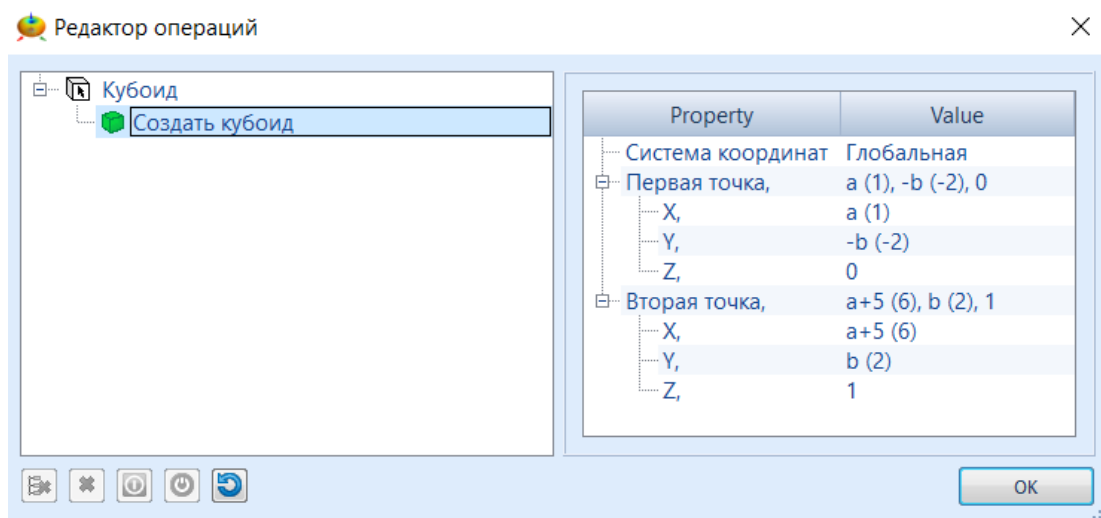 Редактор операций
Кубоид
Создать кубоид
Property Value
Система координат Глобальная
Первая точка, a (1), -b (-2), 0
X, a (1)
Y, -b (-2)
Z, 0
Вторая точка, a+5 (6), b (2), 1
X, a+5 (6)
Y, b (2)
Z, 1
OK